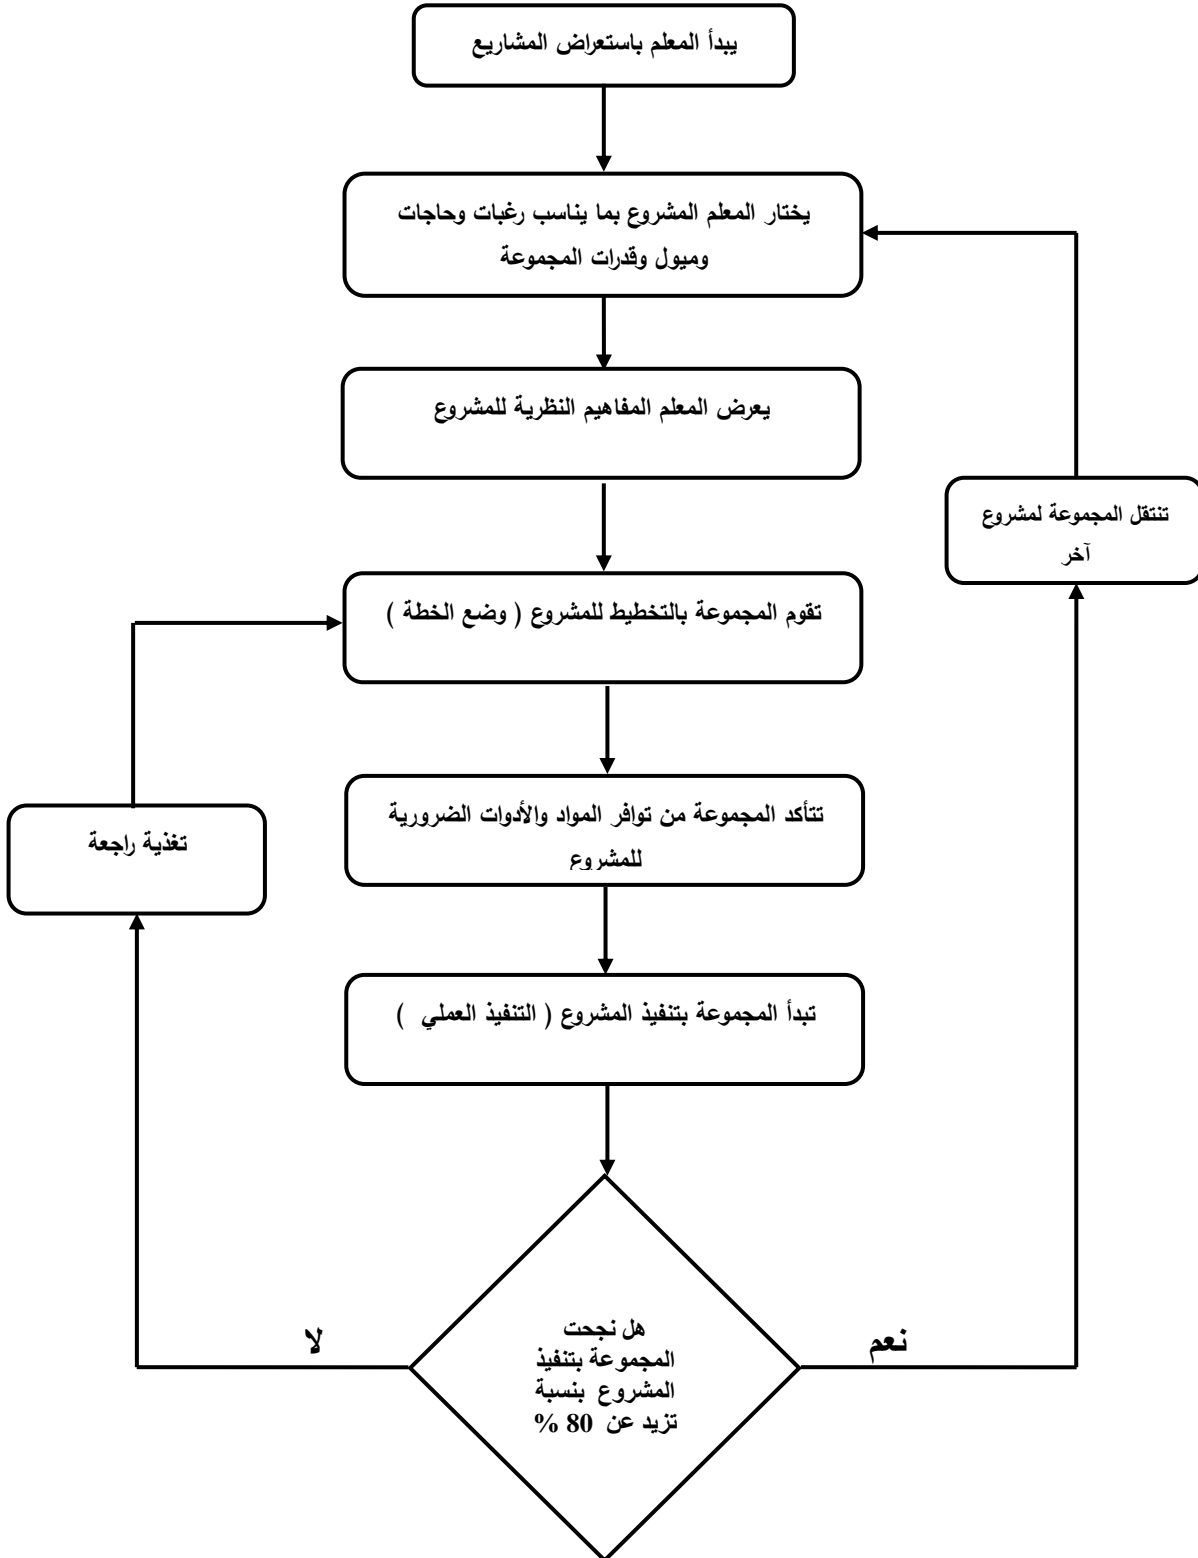 يبدأ المعلم باستعراض المشاريع
يختار المعلم المشروع بما يناسب رغبات وحاجات
وميول وقدرات المجموعة
يعرض المعلم المفاهيم النظرية للمشروع
تنتقل المجموعة لمشروع
آخر
تقوم المجموعة بالتخطيط للمشروع ( وضع الخطة )
تتأكد المجموعة من توافر المواد والأدوات الضرورية
للمشروع
تغذية راجعة
تبدأ المجموعة بتنفيذ المشروع ( التنفيذ العملي )
هل نجحت
المجموعة بتنفيذ
المشروع بنسبة
تزيد عن 80 %
نعم
لا